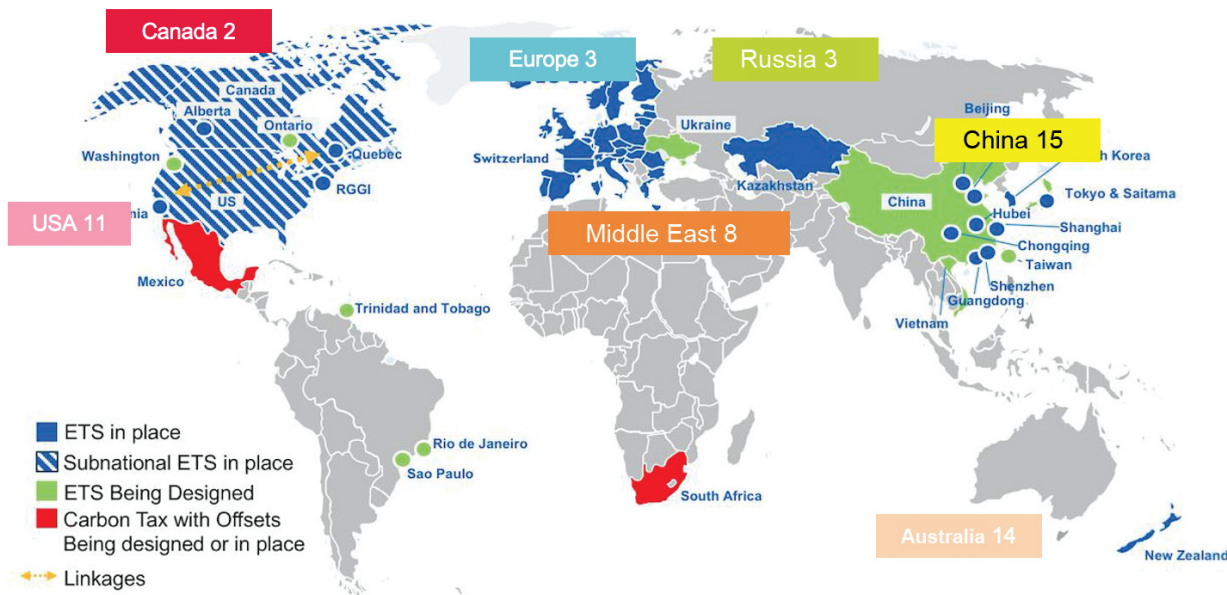 Canada 2
Europe 3
Russia 3
Canada
Alberta
Ontario
Washington
Quebec
RGGI
US
USA 11
nia
Mexico
Switzerland
Ukraine
Kazakhstan
Beijing
China 15
h Korea
Tokyo & Saitama
China
Hubei
Shanghai
Chongqing
Taiwan
Shenzhen
Guangdong
Vietnam
Middle East 8
Trinidad and Tobago
Rio de Janeiro
Sao Paulo
South Africa
Australia 14
New Zealand
ETS in place
Subnational ETS in place
ETS Being Designed
Carbon Tax with Offsets
Being designed or in place
Linkages